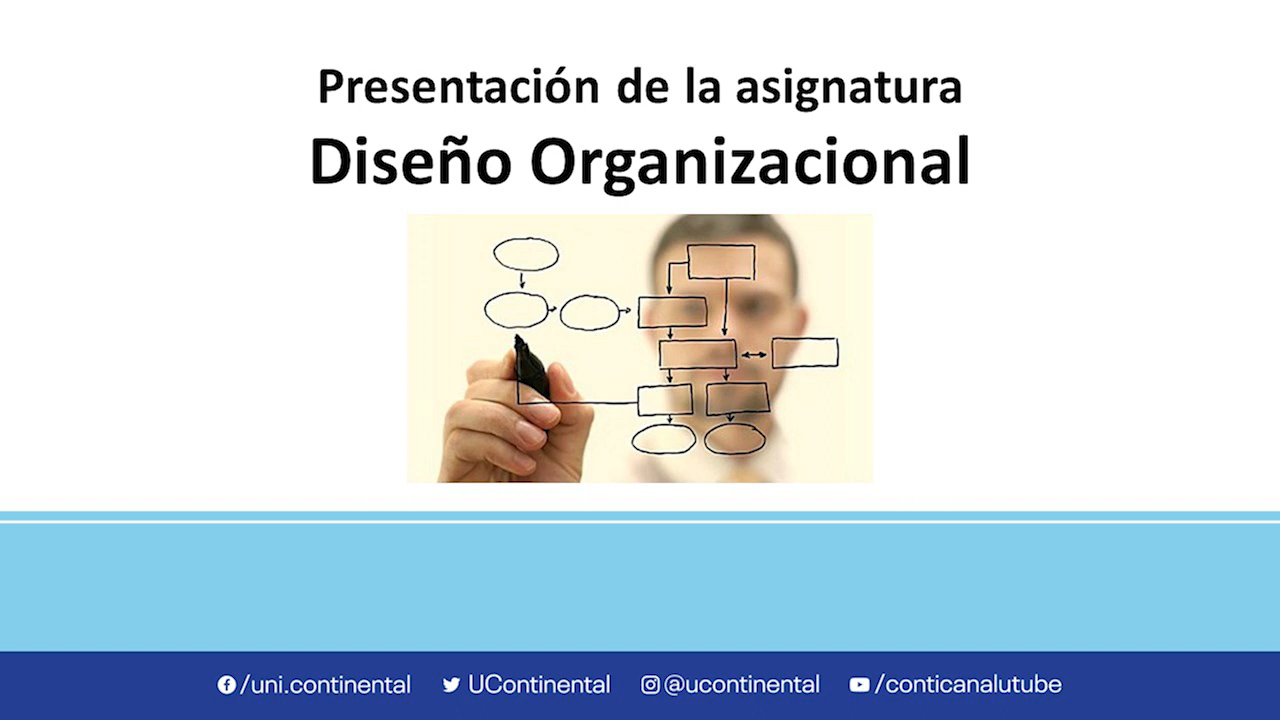 Presentación de la asignatura
Diseño Organizacional
/uni.continental UContinental @ucontinental /conticanalutube